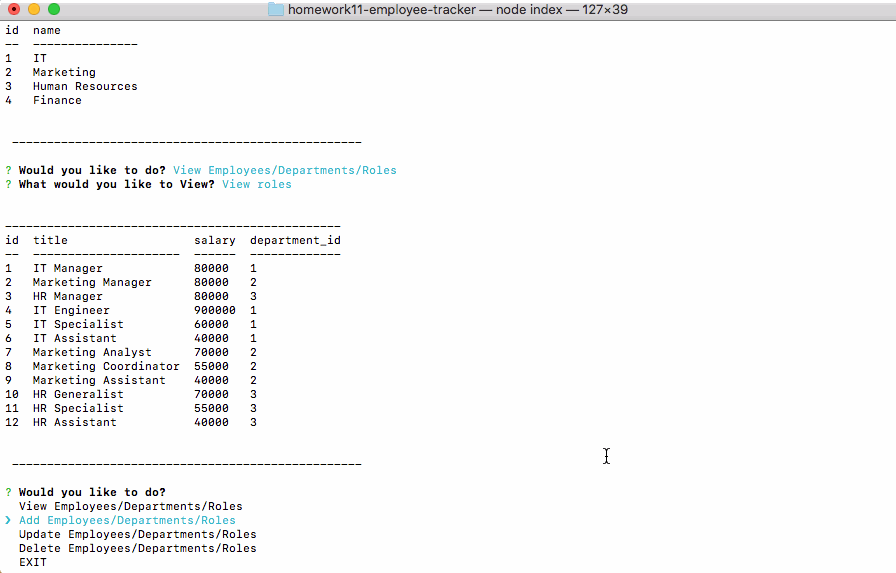 homework11-employee-tracker — node index — 127×39
id  name
--  ---------------
1   IT
2   Marketing
3   Human Resources
4   Finance
--------------------------------------------------
? Would you like to do? View Employees/Departments/Roles
? What would you like to View? View roles
------------------------------------------------
id  title                  salary  department_id
--  ---------------------  ------  -------------
1   IT Manager             80000   1
2   Marketing Manager      80000   2
3   HR Manager             80000   3
4   IT Engineer            900000  1
5   IT Specialist          60000   1
6   IT Assistant           40000   1
7   Marketing Analyst      70000   2
8   Marketing Coordinator  55000   2
9   Marketing Assistant    40000   2
10  HR Generalist          70000   3
11  HR Specialist          55000   3
12  HR Assistant           40000   3
--------------------------------------------------
? Would you like to do?
View Employees/Departments/Roles
❯ Add Employees/Departments/Roles
Update Employees/Departments/Roles
Delete Employees/Departments/Roles
EXIT